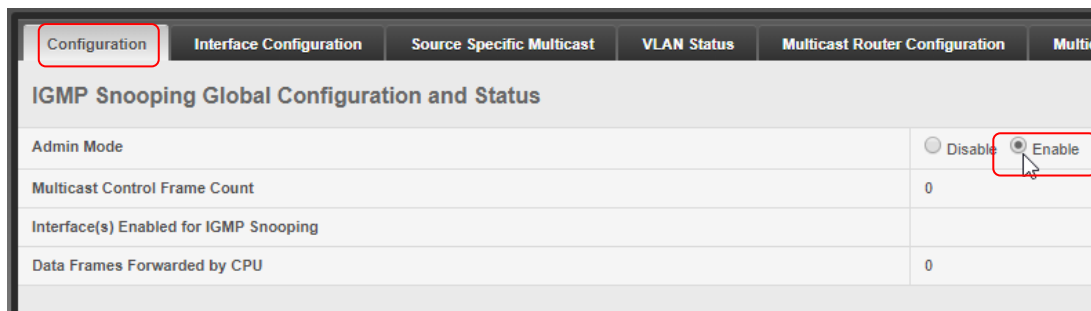 Configuration Interface Configuration Source Specific Multicast VLAN Status Multicast Router Configuration
IGMP Snooping Global Configuration and Status
Admin Mode Disable Enable
Multicast Control Frame Count 0
Interface(s) Enabled for IGMP Snooping
Data Frames Forwarded by CPU 0